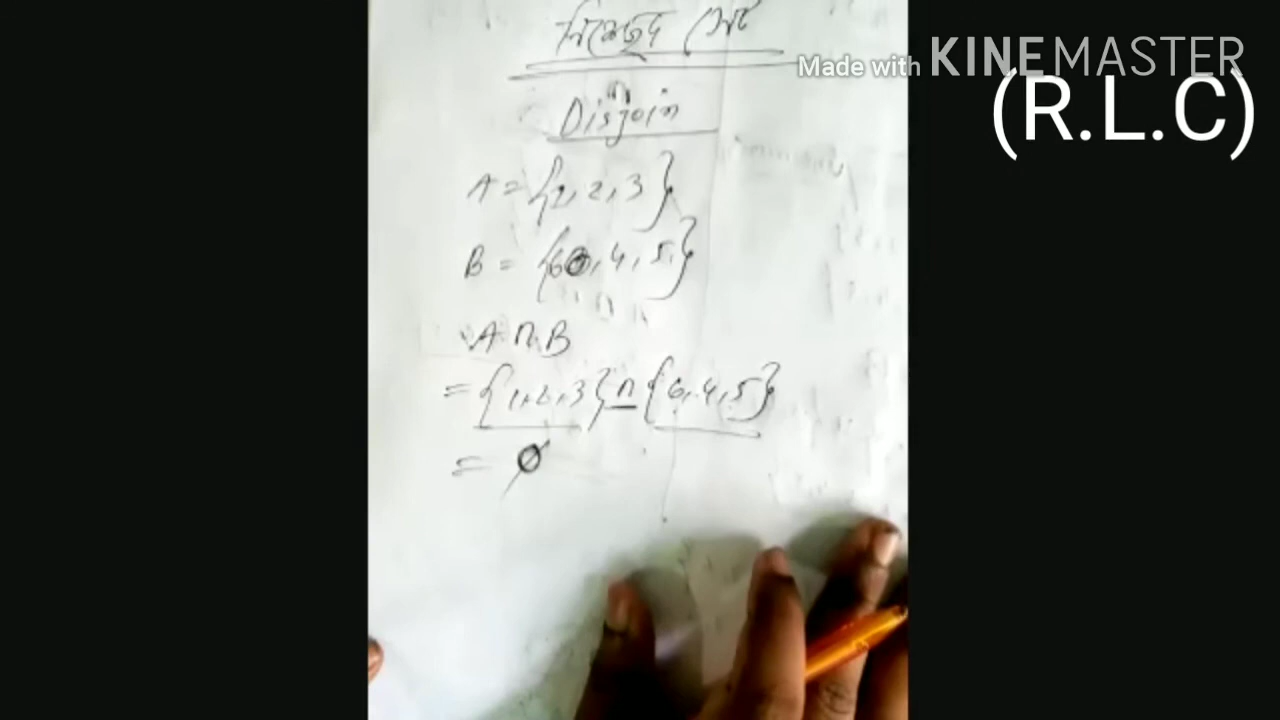 নিশ্ছেদ সেট
Made with KINEMASTER
(R.L.C)
Disjoin
A = {1, 2, 3}
B = {6, 4, 5}
A ∩ B
= {1, 2, 3} ∩ {6, 4, 5}
= ∅